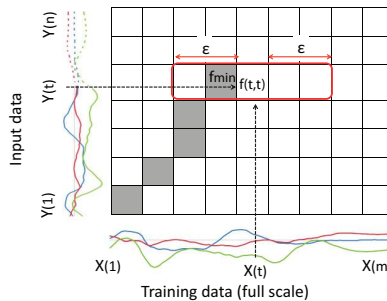 Y(n)
ε ε
Y(t)
fmin
f(t,t)
Input data
Y(1)
X(1) X(t) X(m
Training data (full scale)